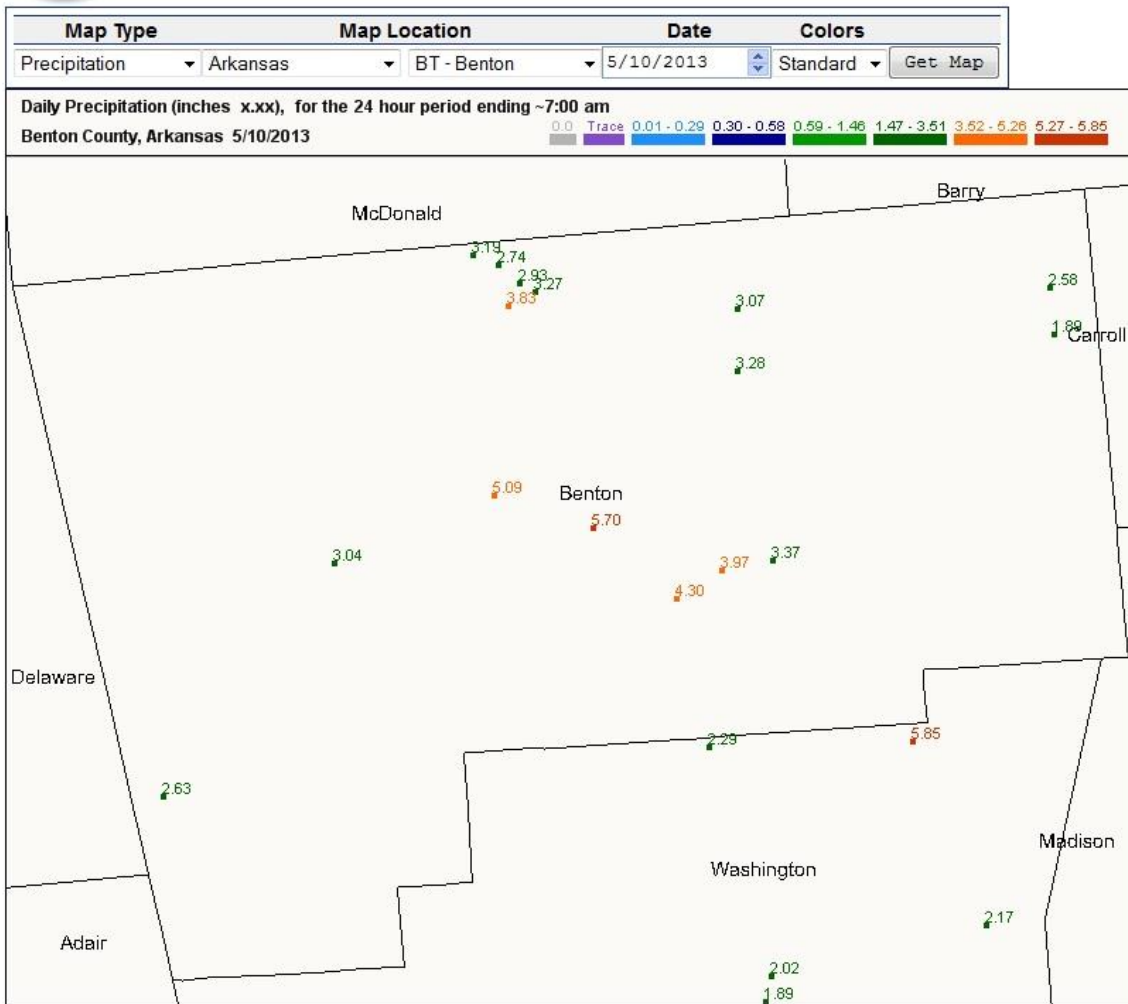 Map Type Map Location Date Colors
Precipitation Arkansas BT - Benton 5/10/2013 Standard Get Map
Daily Precipitation (inches x.xx), for the 24 hour period ending ~7:00 am
Benton County, Arkansas 5/10/2013
0.0 Trace 0.01 - 0.29 0.30 - 0.58 0.59 - 1.46 1.47 - 3.51 3.52 - 5.26 5.27 - 5.85
Barry
McDonald
3.19
2.74
2.93
3.27
2.58
3.83
3.07
1.89
Carroll
3.28
5.09
Benton
5.70
3.04
3.97
3.37
4.30
Delaware
2.29
5.85
2.63
Madison
Washington
2.17
Adair
2.02
1.89